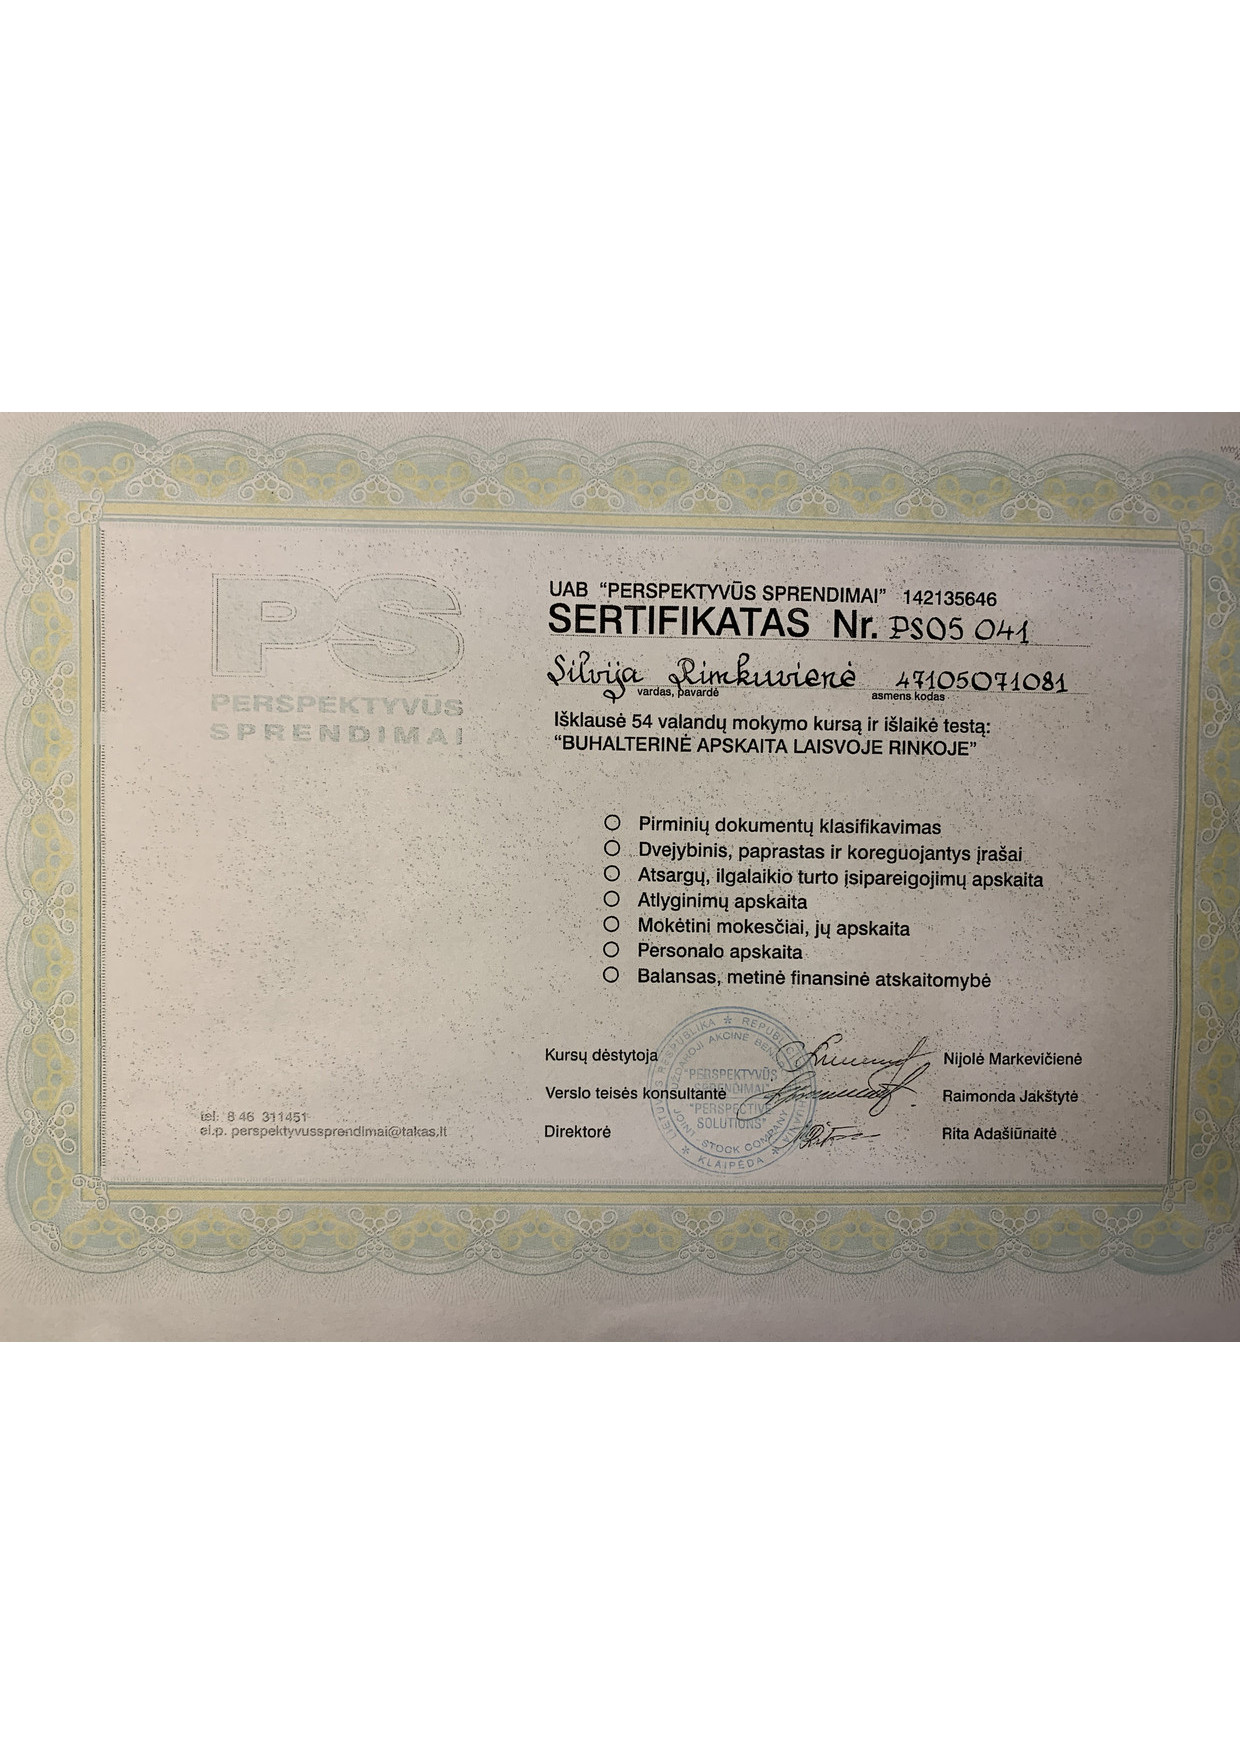 PS
PERSPEKTYVŪS
SPRENDIMAI
UAB "PERSPEKTYVŪS SPRENDIMAI" 142135646
SERTIFIKATAS Nr. PS05 041
Silvija Rimkuvienė 47105071081
vardas, pavardė asmens kodas
Išklausė 54 valandų mokymo kursą ir išlaikė testą:
"BUHALTERINĖ APSKAITA LAISVOJE RINKOJE"
Pirminių dokumentų klasifikavimas
Dvejybinis, paprastas ir koreguojantys įrašai
Atsargų, ilgalaikio turto įsipareigojimų apskaita
Atlyginimų apskaita
Mokėtini mokesčiai, jų apskaita
Personalo apskaita
Balansas, metinė finansinė atskaitomybė
Kursų dėstytoja Nijolė Markevičienė
Verslo teisės konsultantė Raimonda Jakštytė
Direktorė Rita Adašiūnaitė
"PERSPEKTYVŪS
SPRENDIMAI"
"PERSPECTIVE
SOLUTIONS"
STOCK COMPANY
KLAIPĖDA
tel. 8 46 311451
el.p. perspektyvussprendimai@takas.lt